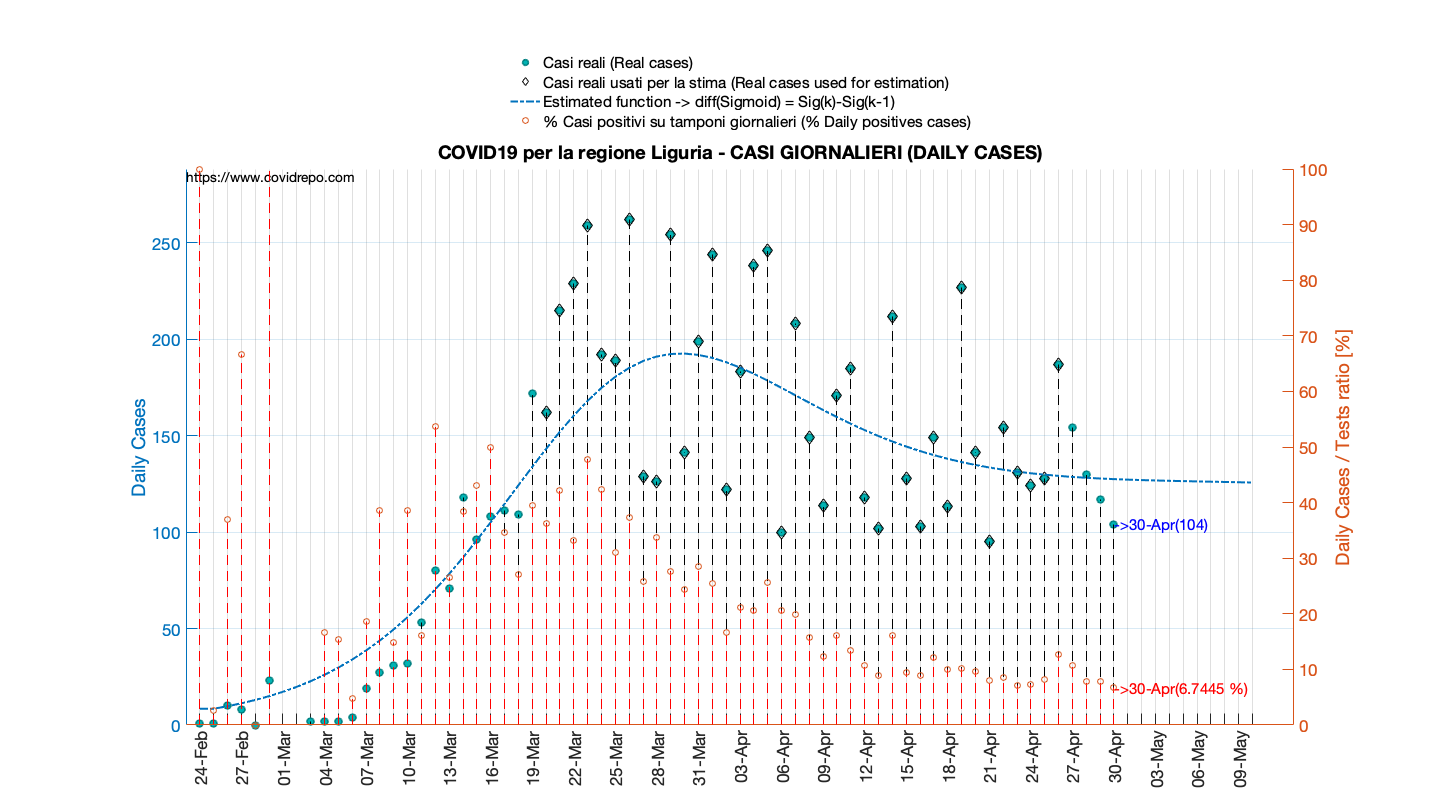 Casi reali (Real cases)
Casi reali usati per la stima (Real cases used for estimation)
Estimated function -> diff(Sigmoid) = Sig(k)-Sig(k-1)
% Casi positivi su tamponi giornalieri (% Daily positives cases)
COVID19 per la regione Liguria - CASI GIORNALIERI (DAILY CASES)
https://www.covidrepo.com
Daily Cases
250
200
150
100
50
0
100
90
80
70
60
50
40
30
20
10
0
Daily Cases / Tests ratio [%]
->30-Apr(104)
->30-Apr(6.7445 %)
24-Feb
27-Feb
01-Mar
04-Mar
07-Mar
10-Mar
13-Mar
16-Mar
19-Mar
22-Mar
25-Mar
28-Mar
31-Mar
03-Apr
06-Apr
09-Apr
12-Apr
15-Apr
18-Apr
21-Apr
24-Apr
27-Apr
30-Apr
03-May
06-May
09-May